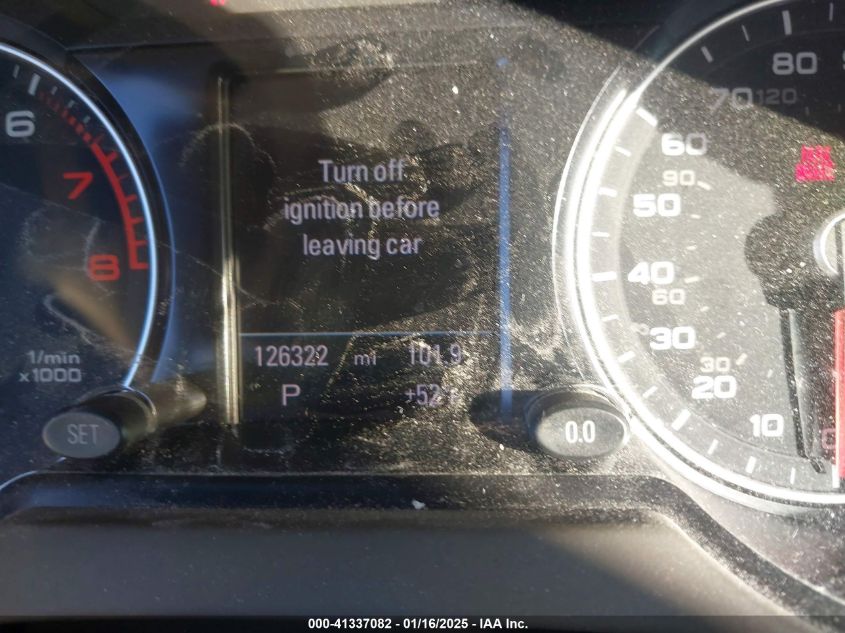 6
7
8
1/min
x1000
SET
Turn off
ignition before
leaving car
126322 mi 101.9
P +52
0.0
80
70 120
60
90
50
40
60
30
30
20
10
000-41337082 - 01/16/2025 - IAA Inc.